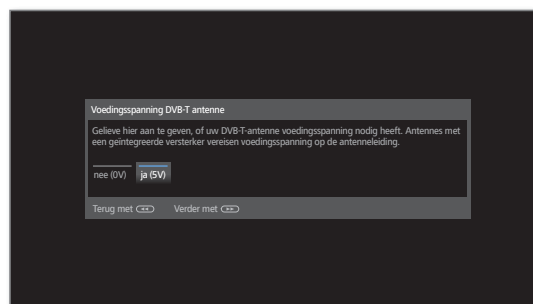 Voedingsspanning DVB-T antenne
Gelieve hier aan te geven, of uw DVB-T-antenne voedingsspanning nodig heeft. Antennes met
een geïntegreerde versterker vereisen voedingsspanning op de antenneleiding.
nee (0V) ja (5V)
Terug met Verder met